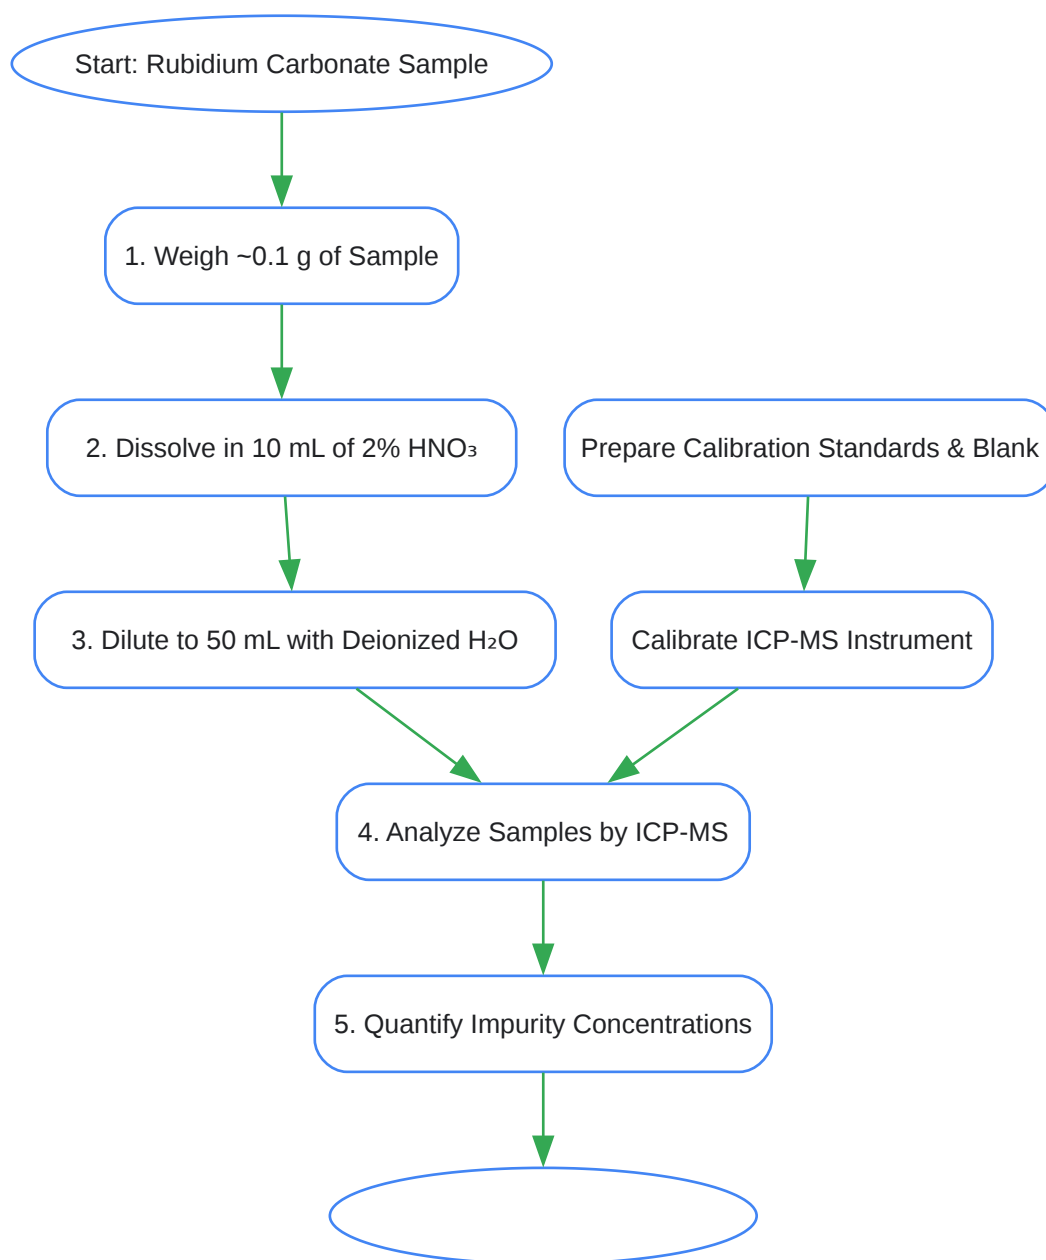 Start: Rubidium Carbonate Sample
1. Weigh ~0.1 g of Sample
2. Dissolve in 10 mL of 2% HNO₃
Prepare Calibration Standards & Blank
3. Dilute to 50 mL with Deionized H₂O
Calibrate ICP-MS Instrument
4. Analyze Samples by ICP-MS
5. Quantify Impurity Concentrations